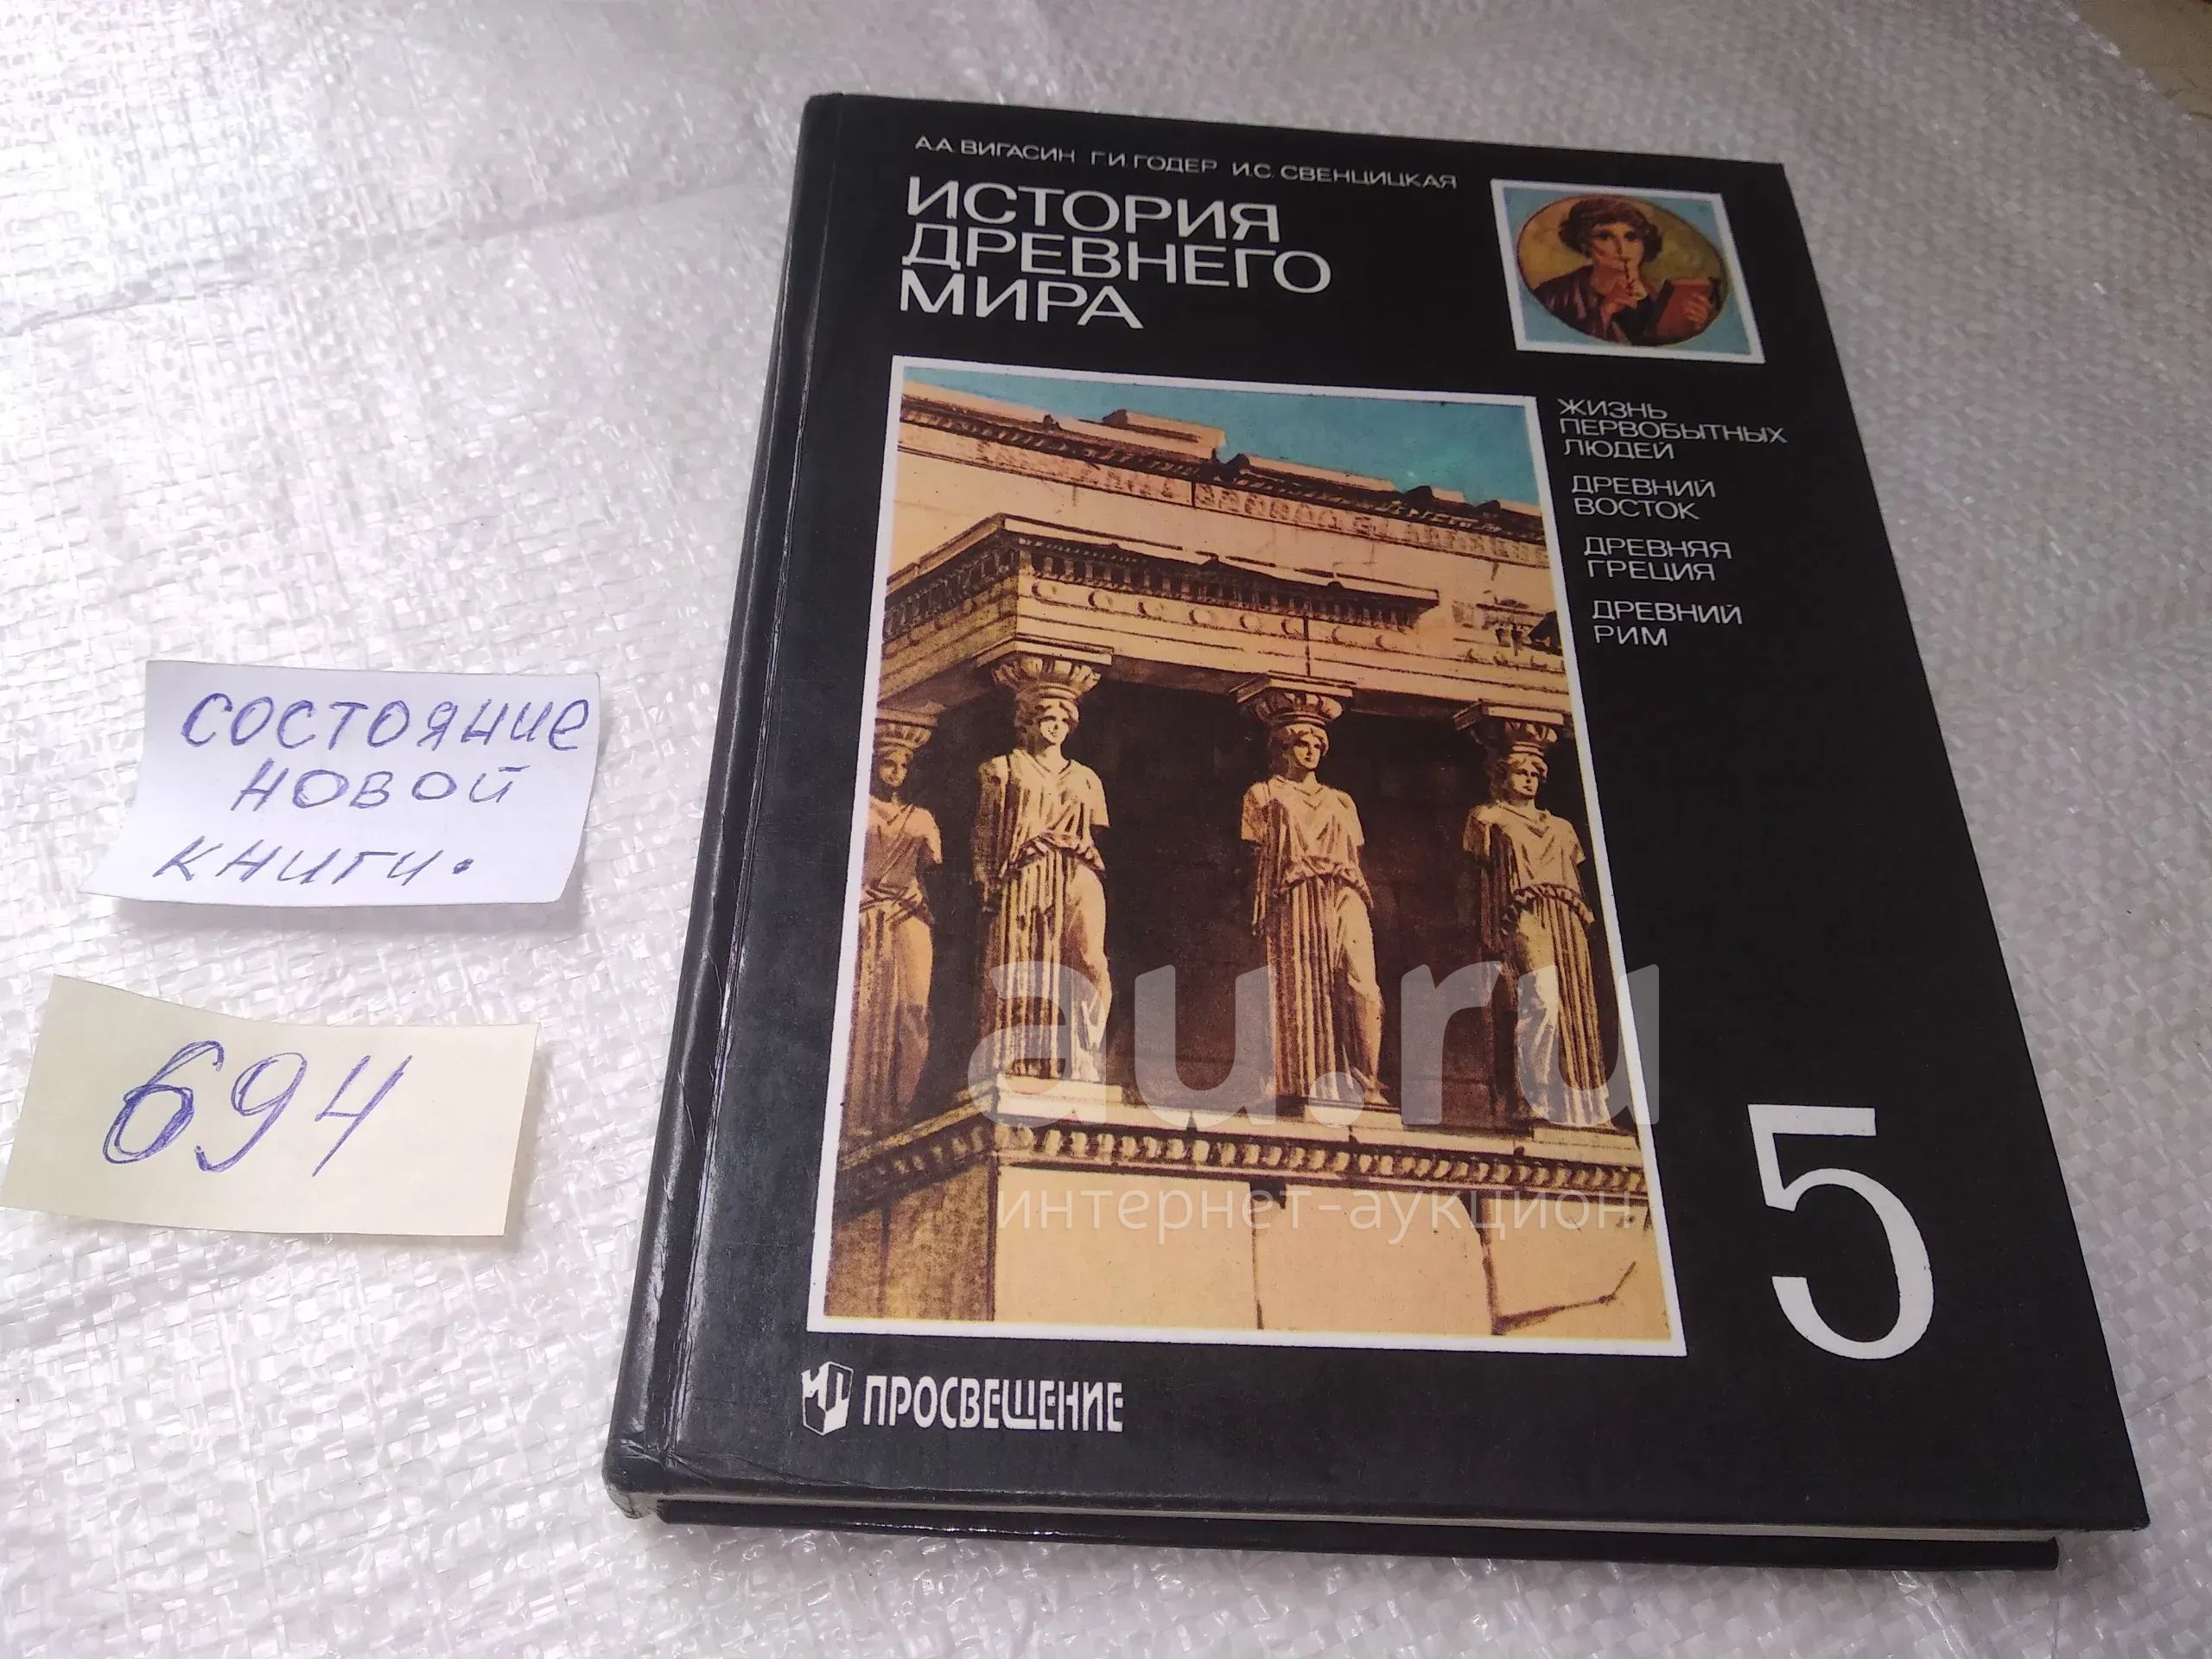 А.А. ВИГАСИН Г.И. ГОДЕР И.С. СВЕНЦИЦКАЯ
ИСТОРИЯ
ДРЕВНЕГО
МИРА
ЖИЗНЬ
ПЕРВОБЫТНЫХ
ЛЮДЕЙ
ДРЕВНИЙ
ВОСТОК
ДРЕВНЯЯ
ГРЕЦИЯ
ДРЕВНИЙ
РИМ
5
ПРОСВЕЩЕНИЕ
состояние
новой
книги.
694
au.ru
интернет-аукцион